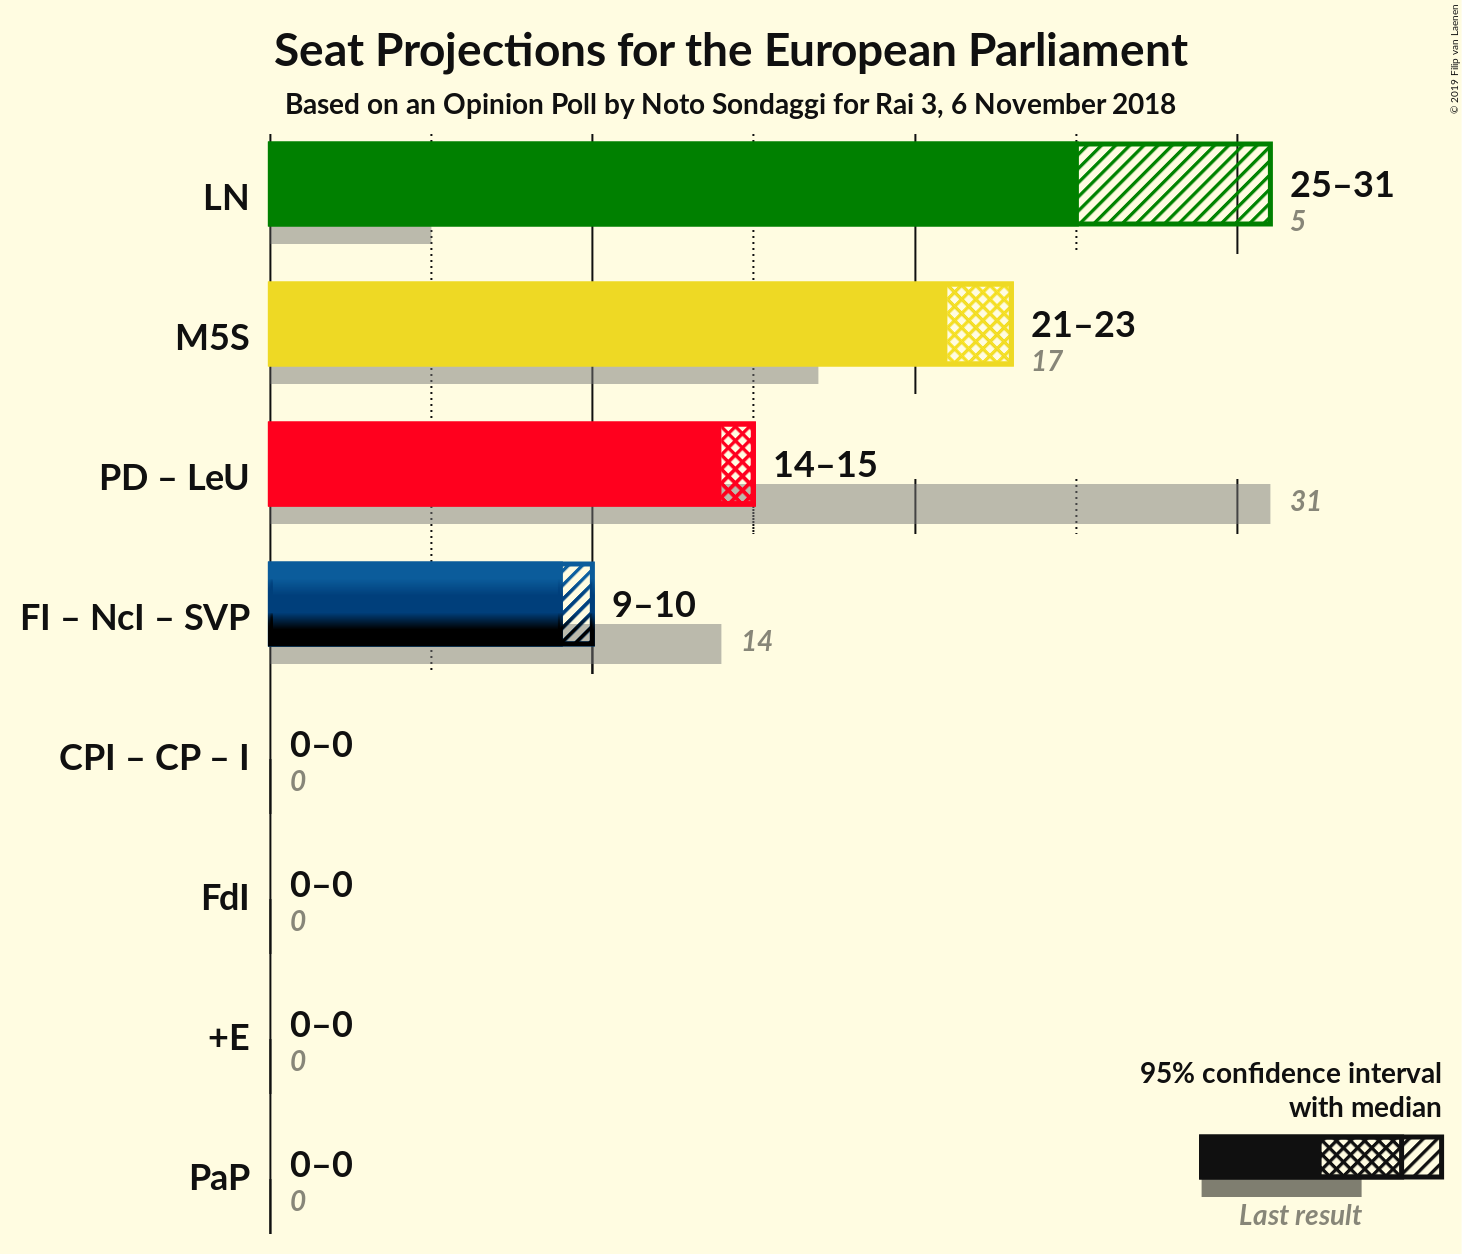 Seat Projections for the European Parliament
Based on an Opinion Poll by Noto Sondaggi for Rai 3, 6 November 2018
© 2019 Filip van Laenen
LN
25–31
5
M5S
21–23
17
PD – LeU
14–15
31
FI – NcI – SVP
9–10
14
CPI – CP – I
0–0
0
FdI
0–0
0
+E
0–0
0
PaP
0–0
0
95% confidence interval
with median
Last result